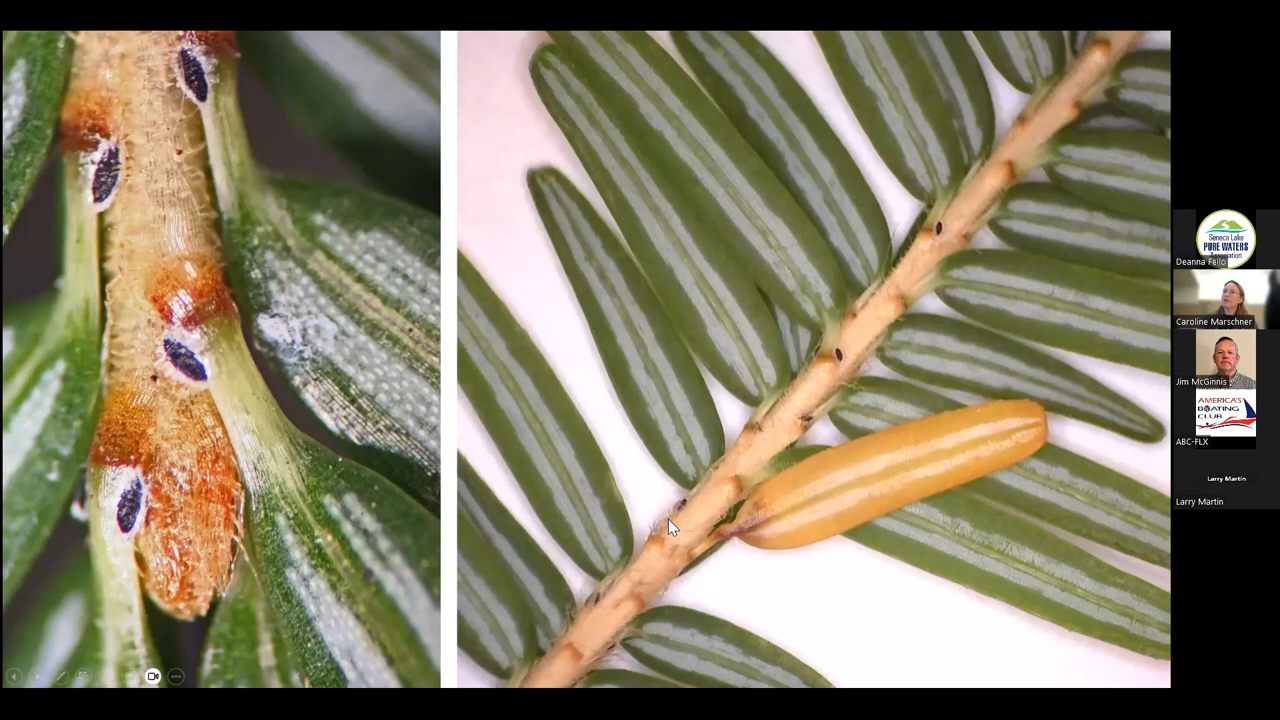 Seneca Lake
PURE WATERS
Association
Deanna Fello
Caroline Marschner
Jim McGinnis
AMERICA'S
BOATING
CLUB
ABC-FLX
Larry Martin
Larry Martin